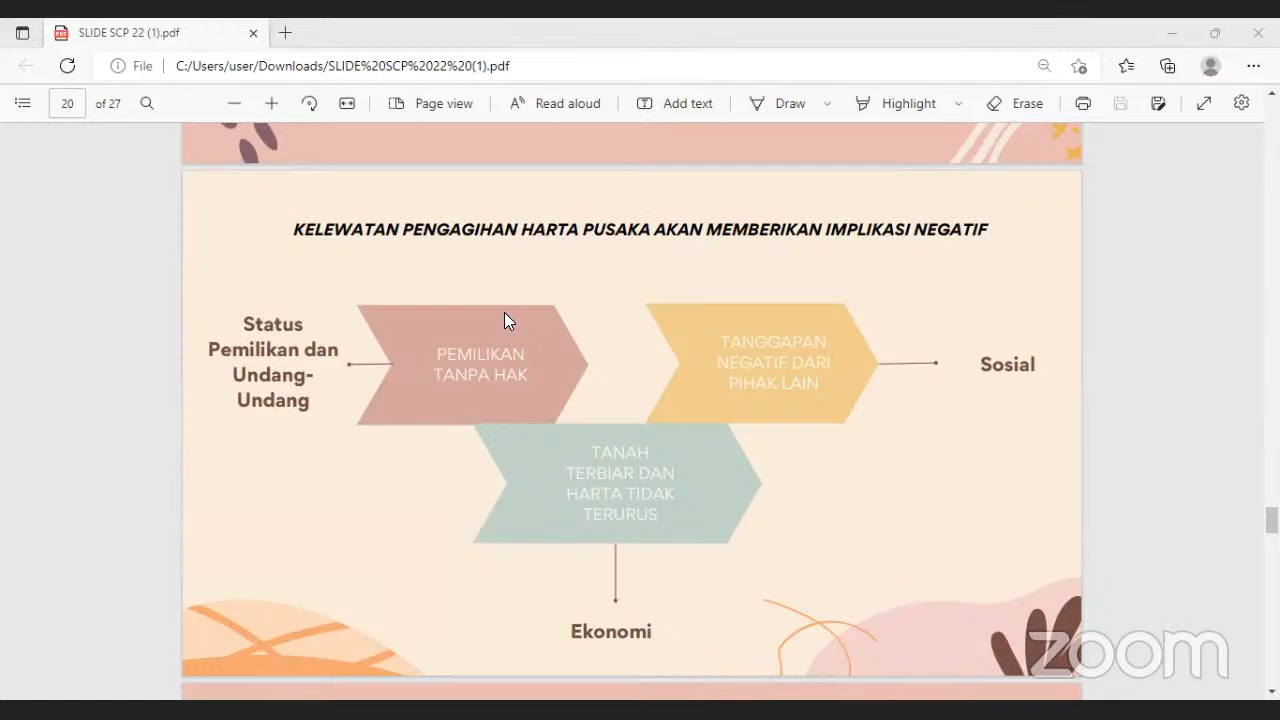 SLIDE SCP 22 (1).pdf
File
C:/Users/user/Downloads/SLIDE%20SCP%2022%20(1).pdf
20
of 27
Page view
Read aloud
Add text
Draw
Highlight
Erase
KELEWATAN PENGAGIHAN HARTA PUSAKA AKAN MEMBERIKAN IMPLIKASI NEGATIF
Status
Pemilikan dan
Undang-
Undang
PEMILIKAN
TANPA HAK
TANGGAPAN
NEGATIF DARI
PIHAK LAIN
Sosial
TANAH
TERBIAR DAN
HARTA TIDAK
TERURUS
Ekonomi
zoom